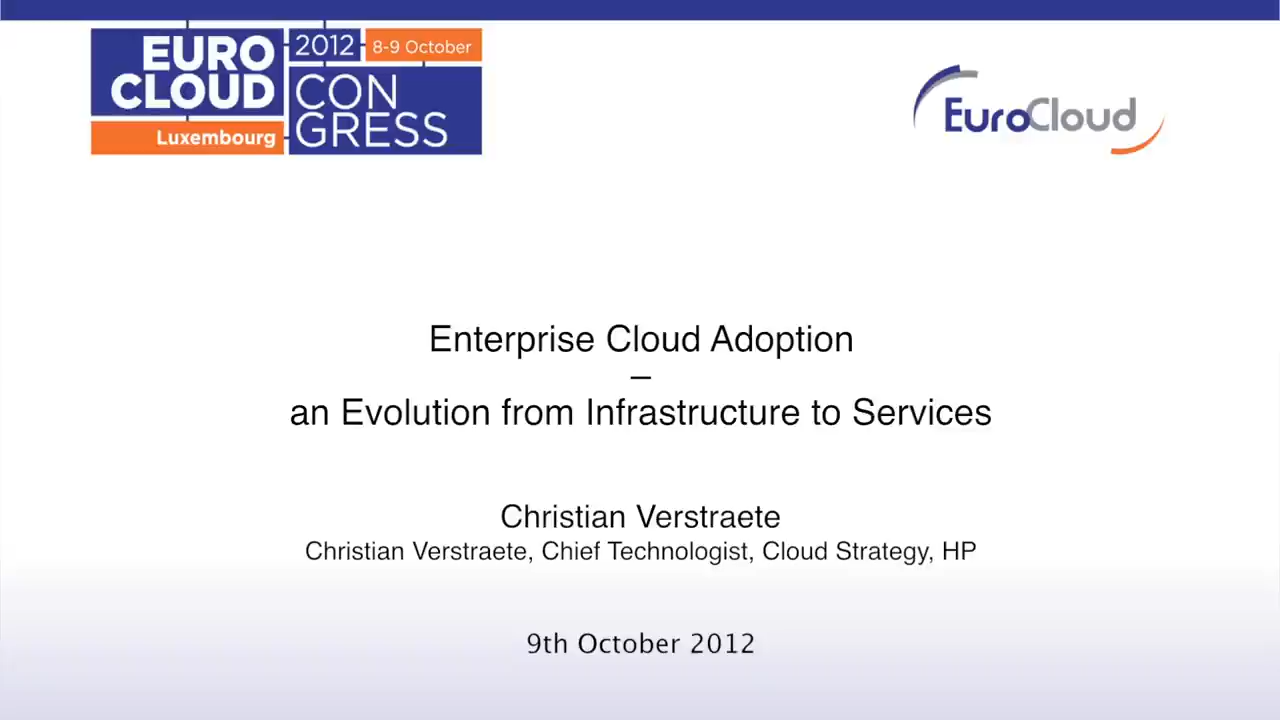 EURO
CLOUD
Luxembourg
2012
8-9 October
CON
GRESS
EuroCloud
Enterprise Cloud Adoption
–
an Evolution from Infrastructure to Services
Christian Verstraete
Christian Verstraete, Chief Technologist, Cloud Strategy, HP
9th October 2012